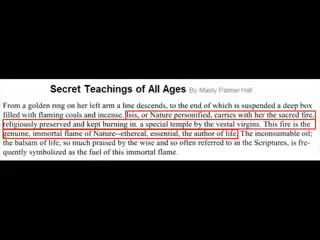 Secret Teachings of All Ages By Manly Palmer Hall
From a golden ring on her left arm a line descends, to the end of which is suspended a deep box
filled with flaming coals and incense. Isis, or Nature personified, carries with her the sacred fire,
religiously preserved and kept burning in. a special temple by the vestal virgins. This fire is the
genuine, immortal flame of Nature--ethereal, essential, the author of life. The inconsumable oil;
the balsam of life, so much praised by the wise and so often referred to in the Scriptures, is fre-
quently symbolized as the fuel of this immortal flame.